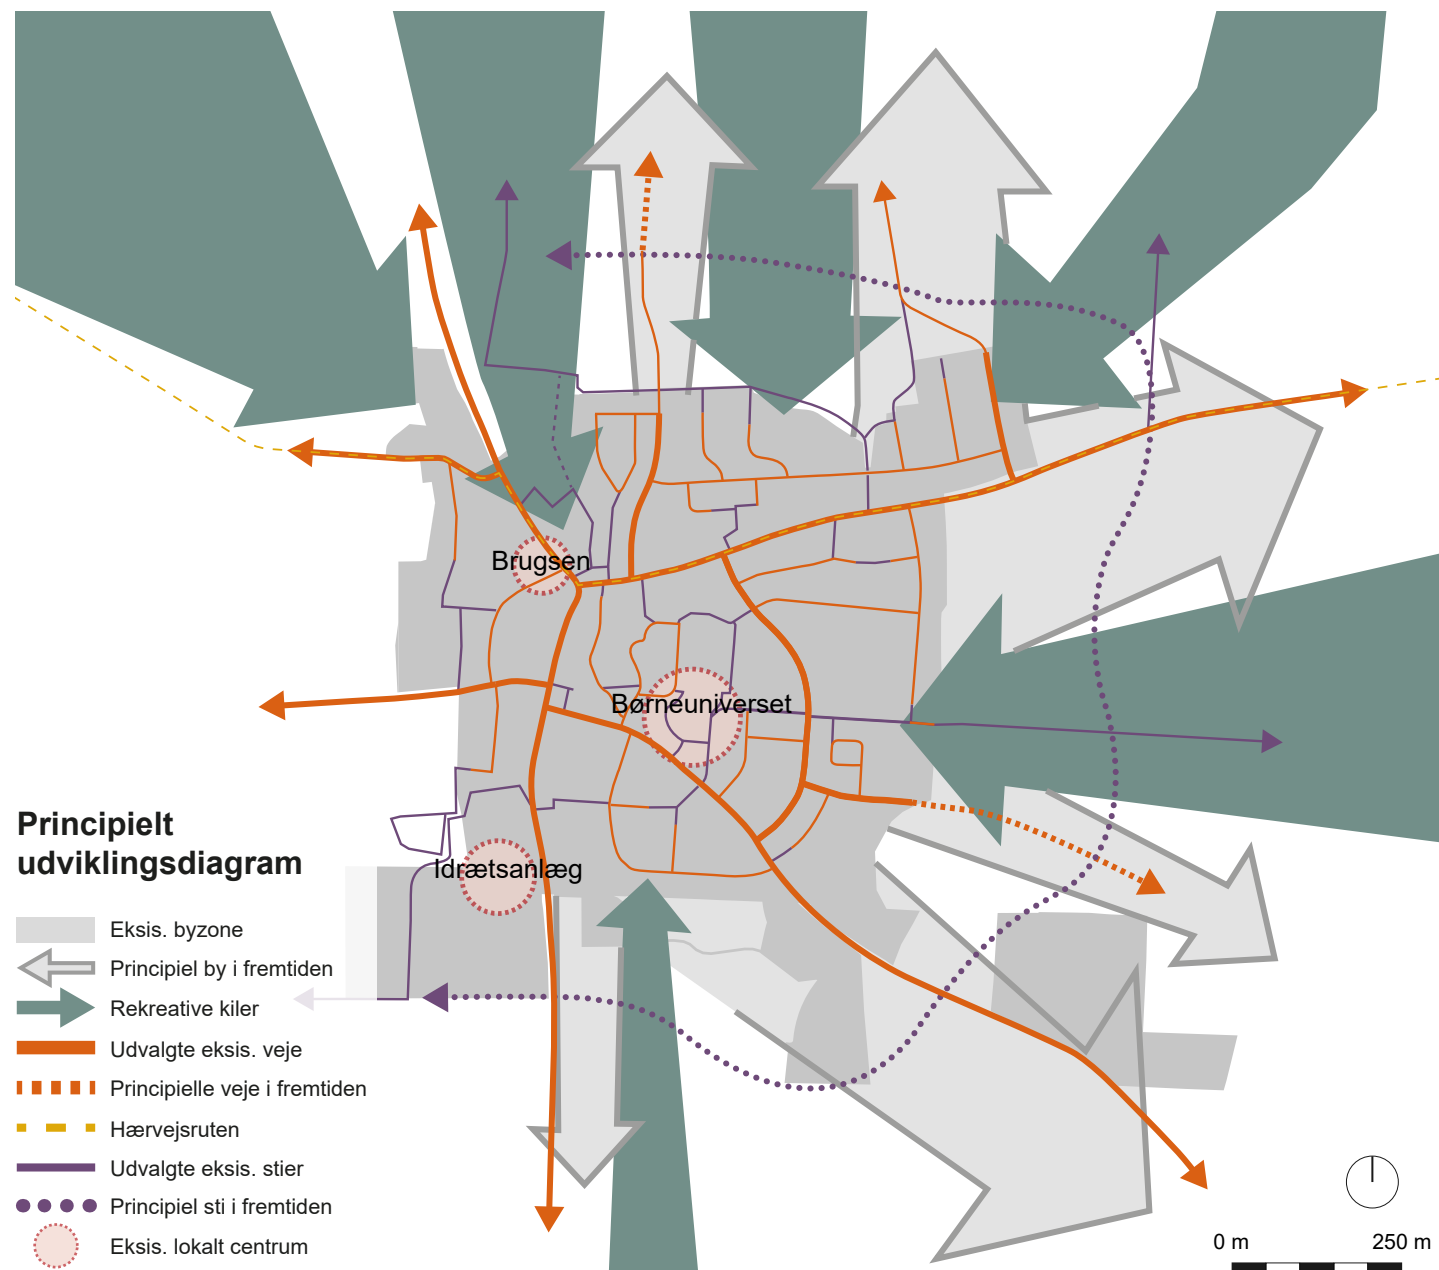 Brugsen
Børneuniverset
Idrætsanlæg
Principielt
udviklingsdiagram
Eksis. byzone
Principiel by i fremtiden
Rekreative kiler
Udvalgte eksis. veje
Principielle veje i fremtiden
Hærvejsruten
Udvalgte eksis. stier
Principiel sti i fremtiden
Eksis. lokalt centrum
0 m 250 m